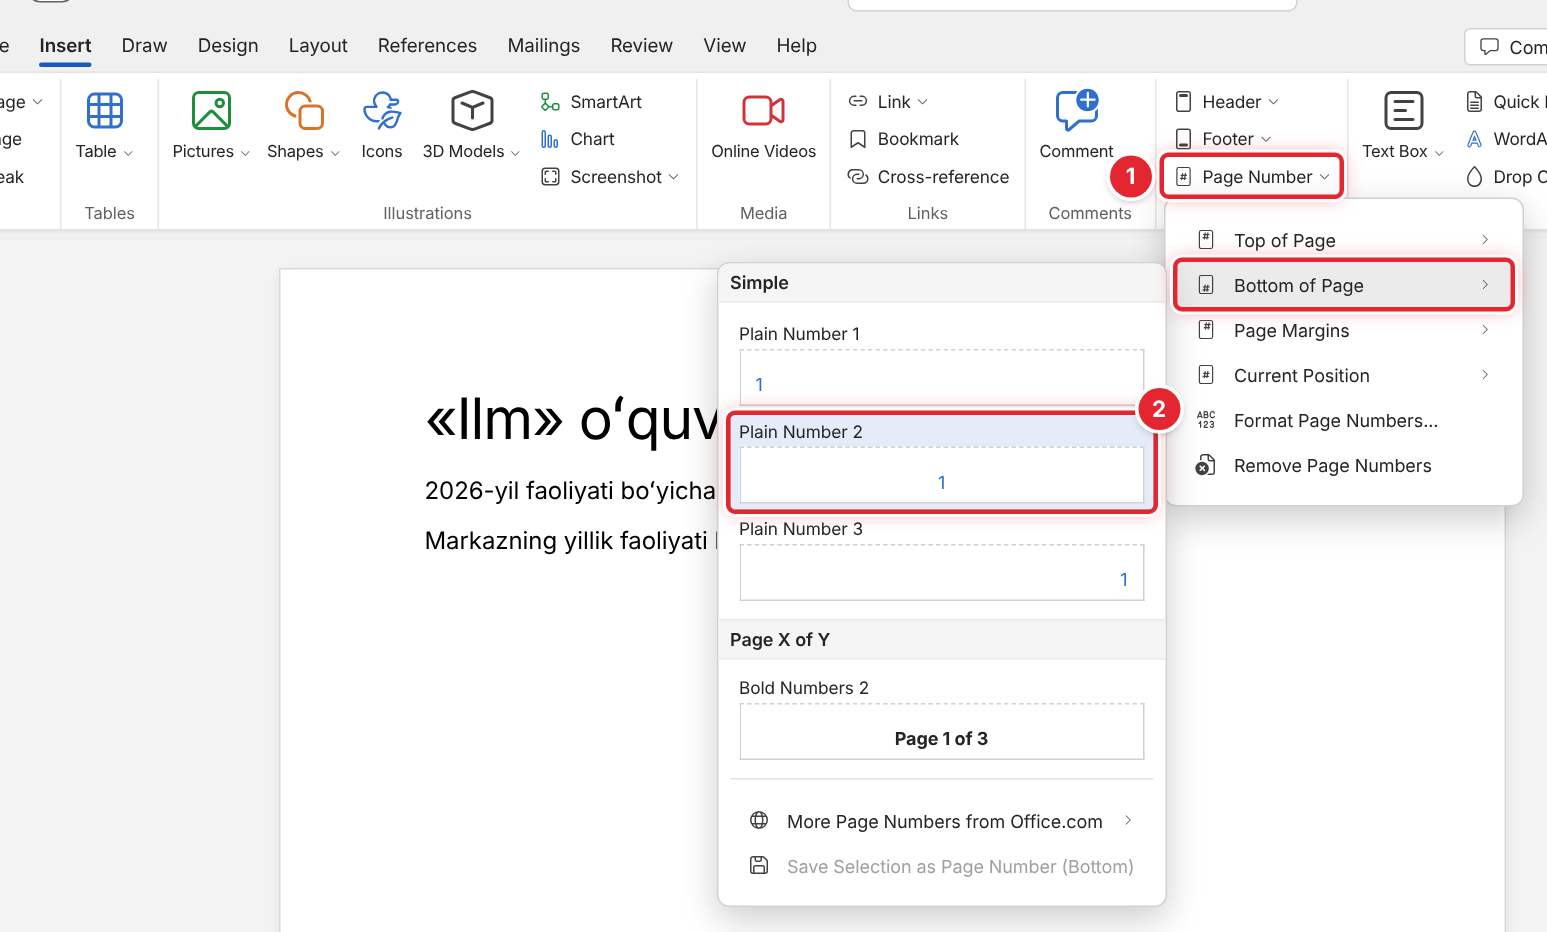 Insert Draw Design Layout References Mailings Review View Help
Table
Tables
Pictures
Shapes
Icons
3D Models
SmartArt
Chart
Screenshot
Illustrations
Online Videos
Media
Link
Bookmark
Cross-reference
Links
Comment
Comments
Header
Footer
1
Page Number
Text Box
Quick
Drop
Top of Page
Bottom of Page
Page Margins
Current Position
ABC
123
Format Page Numbers...
Remove Page Numbers
Simple
Plain Number 1
1
2
Plain Number 2
1
Plain Number 3
1
Page X of Y
Bold Numbers 2
Page 1 of 3
More Page Numbers from Office.com
Save Selection as Page Number (Bottom)
«llm» oʻquv
2026-yil faoliyati boʻyicha
Markazning yillik faoliyati